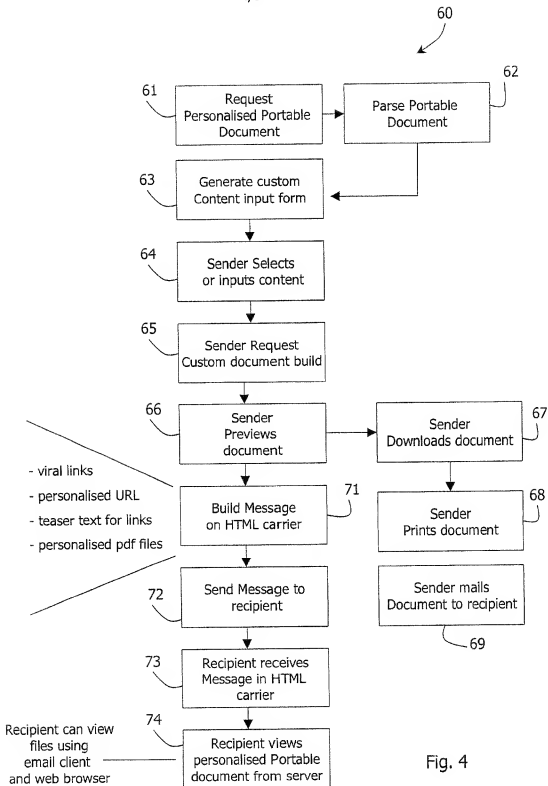 60
61
Request
Personalised Portable
Document
62
Parse Portable
Document
63
Generate custom
Content input form
64
Sender Selects
or inputs content
65
Sender Request
Custom document build
66
Sender
Previews
document
67
Sender
Downloads document
- viral links
- personalised URL
- teaser text for links
- personalised pdf files
71
Build Message
on HTML carrier
68
Sender
Prints document
72
Send Message to
recipient
Sender mails
Document to recipient
69
73
Recipient receives
Message in HTML
carrier
74
Recipient can view
files using
email client
and web browser
Recipient views
personalised Portable
document from server
Fig. 4